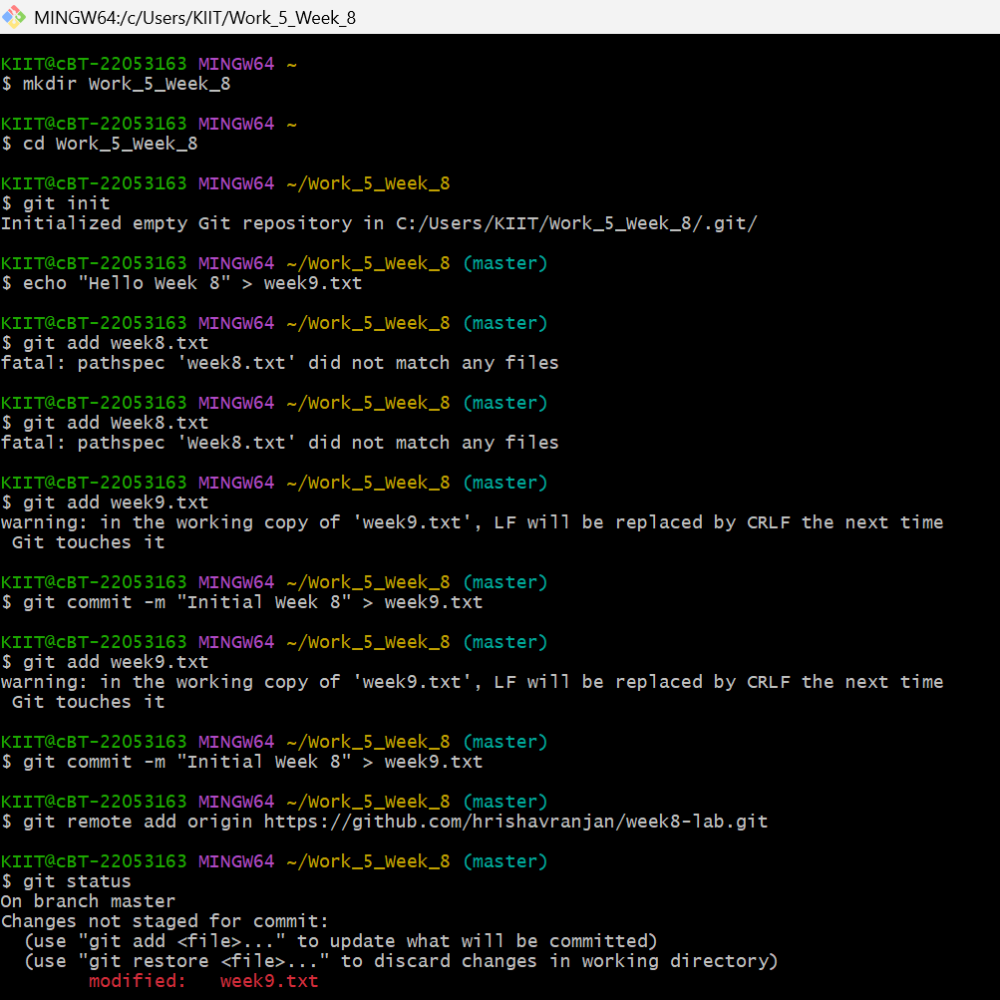 MINGW64:/c/Users/KIIT/Work_5_Week_8
KIIT@cBT-22053163 MINGW64 ~
$ mkdir Work_5_Week_8
KIIT@cBT-22053163 MINGW64 ~
$ cd Work_5_Week_8
KIIT@cBT-22053163 MINGW64 ~/Work_5_Week_8
$ git init
Initialized empty Git repository in C:/Users/KIIT/Work_5_Week_8/.git/
KIIT@cBT-22053163 MINGW64 ~/Work_5_Week_8 (master)
$ echo "Hello Week 8" > week9.txt
KIIT@cBT-22053163 MINGW64 ~/Work_5_Week_8 (master)
$ git add week8.txt
fatal: pathspec 'week8.txt' did not match any files
KIIT@cBT-22053163 MINGW64 ~/Work_5_Week_8 (master)
$ git add Week8.txt
fatal: pathspec 'Week8.txt' did not match any files
KIIT@cBT-22053163 MINGW64 ~/Work_5_Week_8 (master)
$ git add week9.txt
warning: in the working copy of 'week9.txt', LF will be replaced by CRLF the next time
 Git touches it
KIIT@cBT-22053163 MINGW64 ~/Work_5_Week_8 (master)
$ git commit -m "Initial Week 8" > week9.txt
KIIT@cBT-22053163 MINGW64 ~/Work_5_Week_8 (master)
$ git add week9.txt
warning: in the working copy of 'week9.txt', LF will be replaced by CRLF the next time
 Git touches it
KIIT@cBT-22053163 MINGW64 ~/Work_5_Week_8 (master)
$ git commit -m "Initial Week 8" > week9.txt
KIIT@cBT-22053163 MINGW64 ~/Work_5_Week_8 (master)
$ git remote add origin https://github.com/hrishavranjan/week8-lab.git
KIIT@cBT-22053163 MINGW64 ~/Work_5_Week_8 (master)
$ git status
On branch master
Changes not staged for commit:
  (use "git add <file>..." to update what will be committed)
  (use "git restore <file>..." to discard changes in working directory)
        modified:   week9.txt